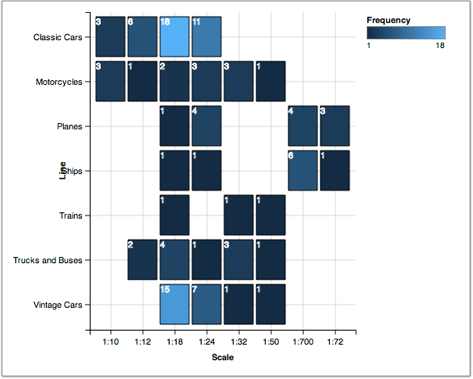 Frequency
1 18
Classic Cars 3 6 18 11
Motorcycles 3 1 2 3 3 1
Planes 1 4 4 3
Ships 1 1 6 1
Line
Trains 1 1 1
Trucks and Buses 2 4 1 3 1
Vintage Cars 15 7 1 1
1:10 1:12 1:18 1:24 1:32 1:50 1:700 1:72
Scale